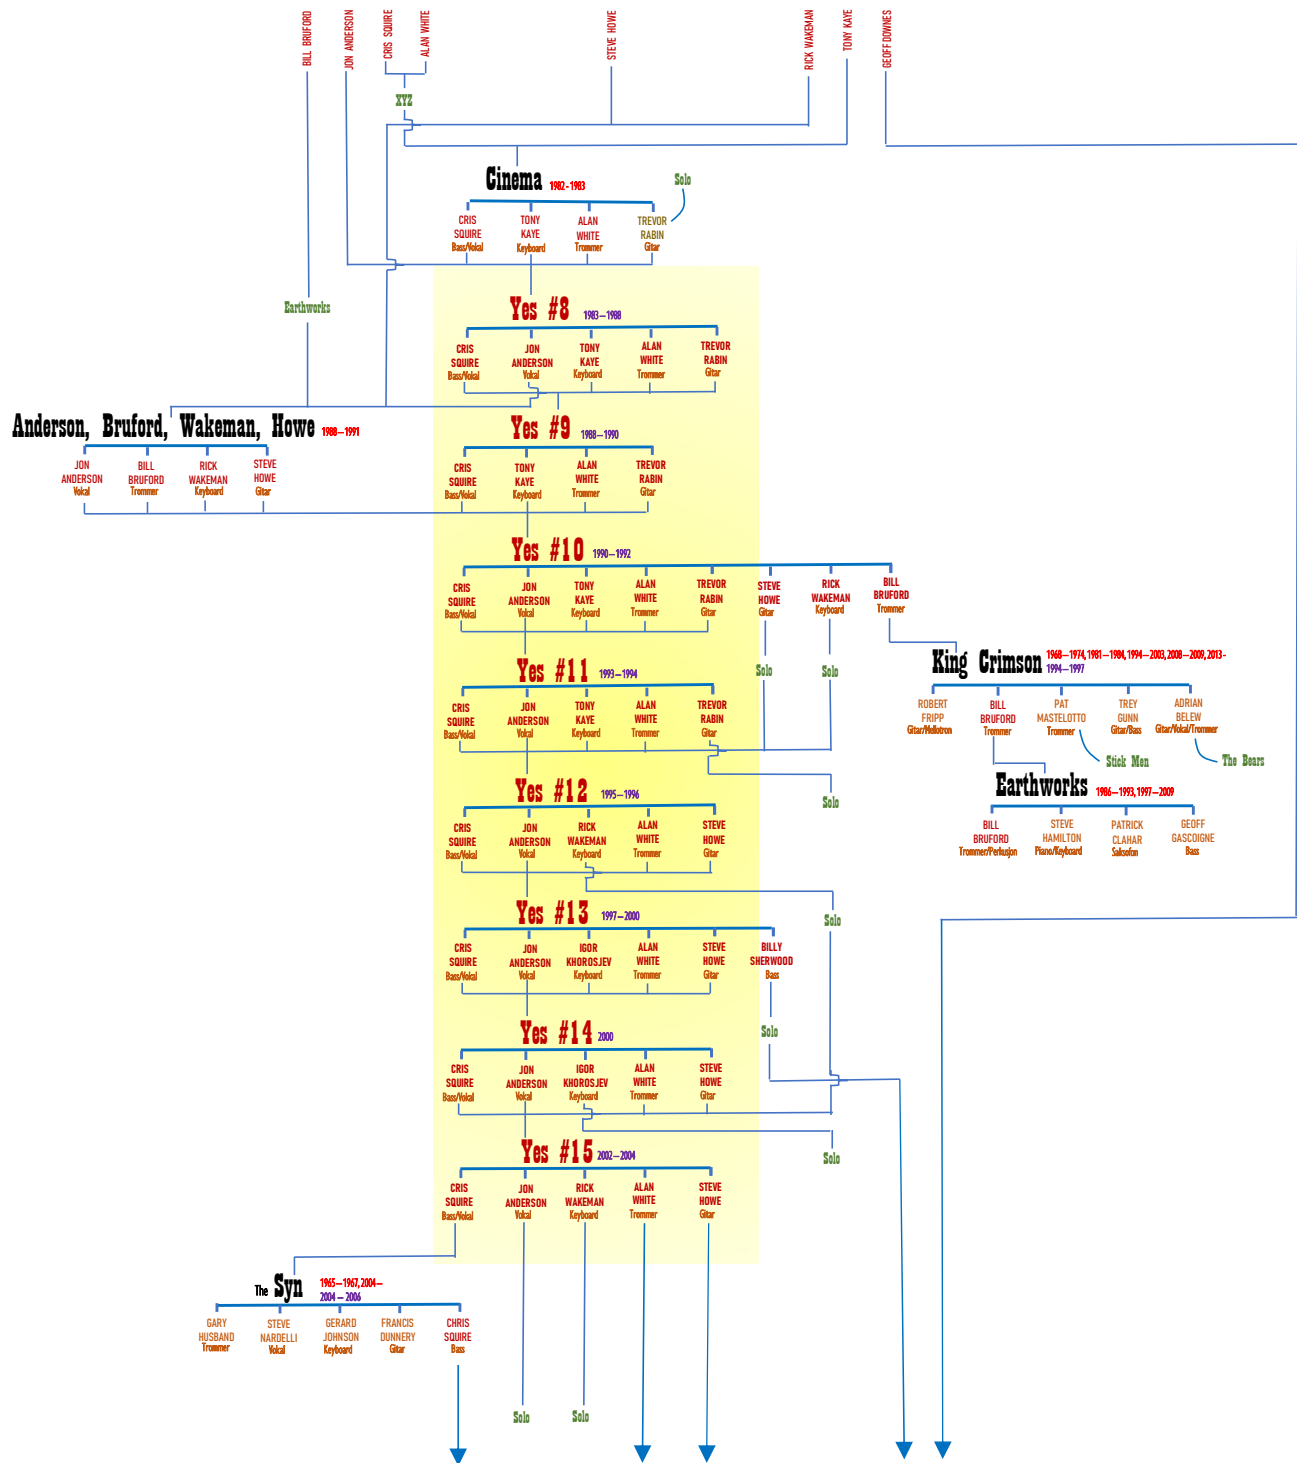 BILL BRUFORD
JON ANDERSON
CRIS SQUIRE
ALAN WHITE
STEVE HOWE
RICK WAKEMAN
TONY KAYE
GEOFF DOWNES
XYZ
Cinema 1982-1983
Solo
CRIS SQUIRE Bass/Vokal
TONY KAYE Keyboard
ALAN WHITE Trommer
TREVOR RABIN Gitar
Earthworks
Yes #8 1983–1988
CRIS SQUIRE Bass/Vokal
JON ANDERSON Vokal
TONY KAYE Keyboard
ALAN WHITE Trommer
TREVOR RABIN Gitar
Anderson, Bruford, Wakeman, Howe 1988–1991
JON ANDERSON Vokal
BILL BRUFORD Trommer
RICK WAKEMAN Keyboard
STEVE HOWE Gitar
Yes #9 1988–1990
CRIS SQUIRE Bass/Vokal
TONY KAYE Keyboard
ALAN WHITE Trommer
TREVOR RABIN Gitar
Yes #10 1990–1992
CRIS SQUIRE Bass/Vokal
JON ANDERSON Vokal
TONY KAYE Keyboard
ALAN WHITE Trommer
TREVOR RABIN Gitar
STEVE HOWE Gitar
RICK WAKEMAN Keyboard
BILL BRUFORD Trommer
Solo
Solo
King Crimson 1968–1974, 1981–1984, 1994–2003, 2008–2009, 2013-
1994–1997
ROBERT FRIPP Gitar/Mellotron
BILL BRUFORD Trommer
PAT MASTELOTTO Trommer
TREY GUNN Gitar/Bass
ADRIAN BELEW Gitar/Vokal/Trommer
Stick Men
The Bears
Earthworks 1986–1993, 1997–2009
BILL BRUFORD Trommer/Perkusjon
STEVE HAMILTON Piano/Keyboard
PATRICK CLAHAR Saksofon
GEOFF GASCOIGNE Bass
Yes #11 1993–1994
CRIS SQUIRE Bass/Vokal
JON ANDERSON Vokal
TONY KAYE Keyboard
ALAN WHITE Trommer
TREVOR RABIN Gitar
Solo
Yes #12 1995–1996
CRIS SQUIRE Bass/Vokal
JON ANDERSON Vokal
RICK WAKEMAN Keyboard
ALAN WHITE Trommer
STEVE HOWE Gitar
Solo
Yes #13 1997–2000
CRIS SQUIRE Bass/Vokal
JON ANDERSON Vokal
IGOR KHOROSJEV Keyboard
ALAN WHITE Trommer
STEVE HOWE Gitar
BILLY SHERWOOD Bass
Solo
Yes #14 2000
CRIS SQUIRE Bass/Vokal
JON ANDERSON Vokal
IGOR KHOROSJEV Keyboard
ALAN WHITE Trommer
STEVE HOWE Gitar
Solo
Yes #15 2002–2004
CRIS SQUIRE Bass/Vokal
JON ANDERSON Vokal
RICK WAKEMAN Keyboard
ALAN WHITE Trommer
STEVE HOWE Gitar
The Syn 1965–1967, 2004–
2004 – 2006
GARY HUSBAND Trommer
STEVE NARDELLI Vokal
GERARD JOHNSON Keyboard
FRANCIS DUNNERY Gitar
CHRIS SQUIRE Bass
Solo
Solo